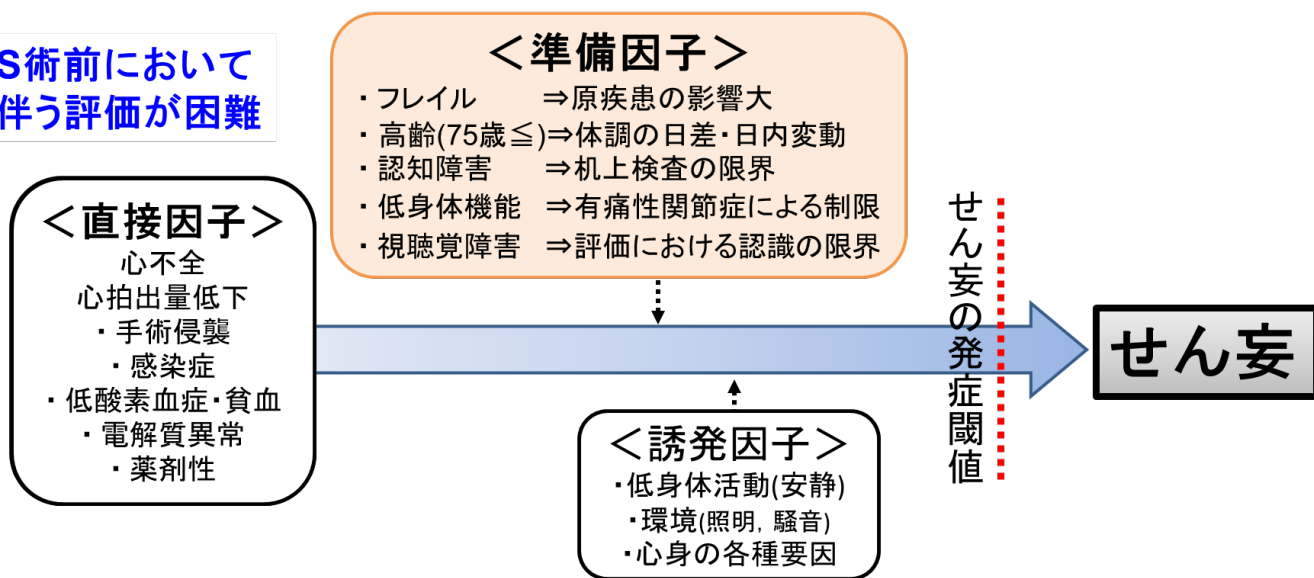 S術前において
伴う評価が困難
＜準備因子＞
・フレイル　　⇒原疾患の影響大
・高齢(75歳≦)⇒体調の日差・日内変動
・認知障害　　⇒机上検査の限界
・低身体機能　⇒有痛性関節症による制限
・視聴覚障害　⇒評価における認識の限界
＜直接因子＞
心不全
心拍出量低下
・手術侵襲
・感染症
・低酸素血症・貧血
・電解質異常
・薬剤性
せん妄の発症閾値
せん妄
＜誘発因子＞
・低身体活動(安静)
・環境(照明, 騒音)
・心身の各種要因